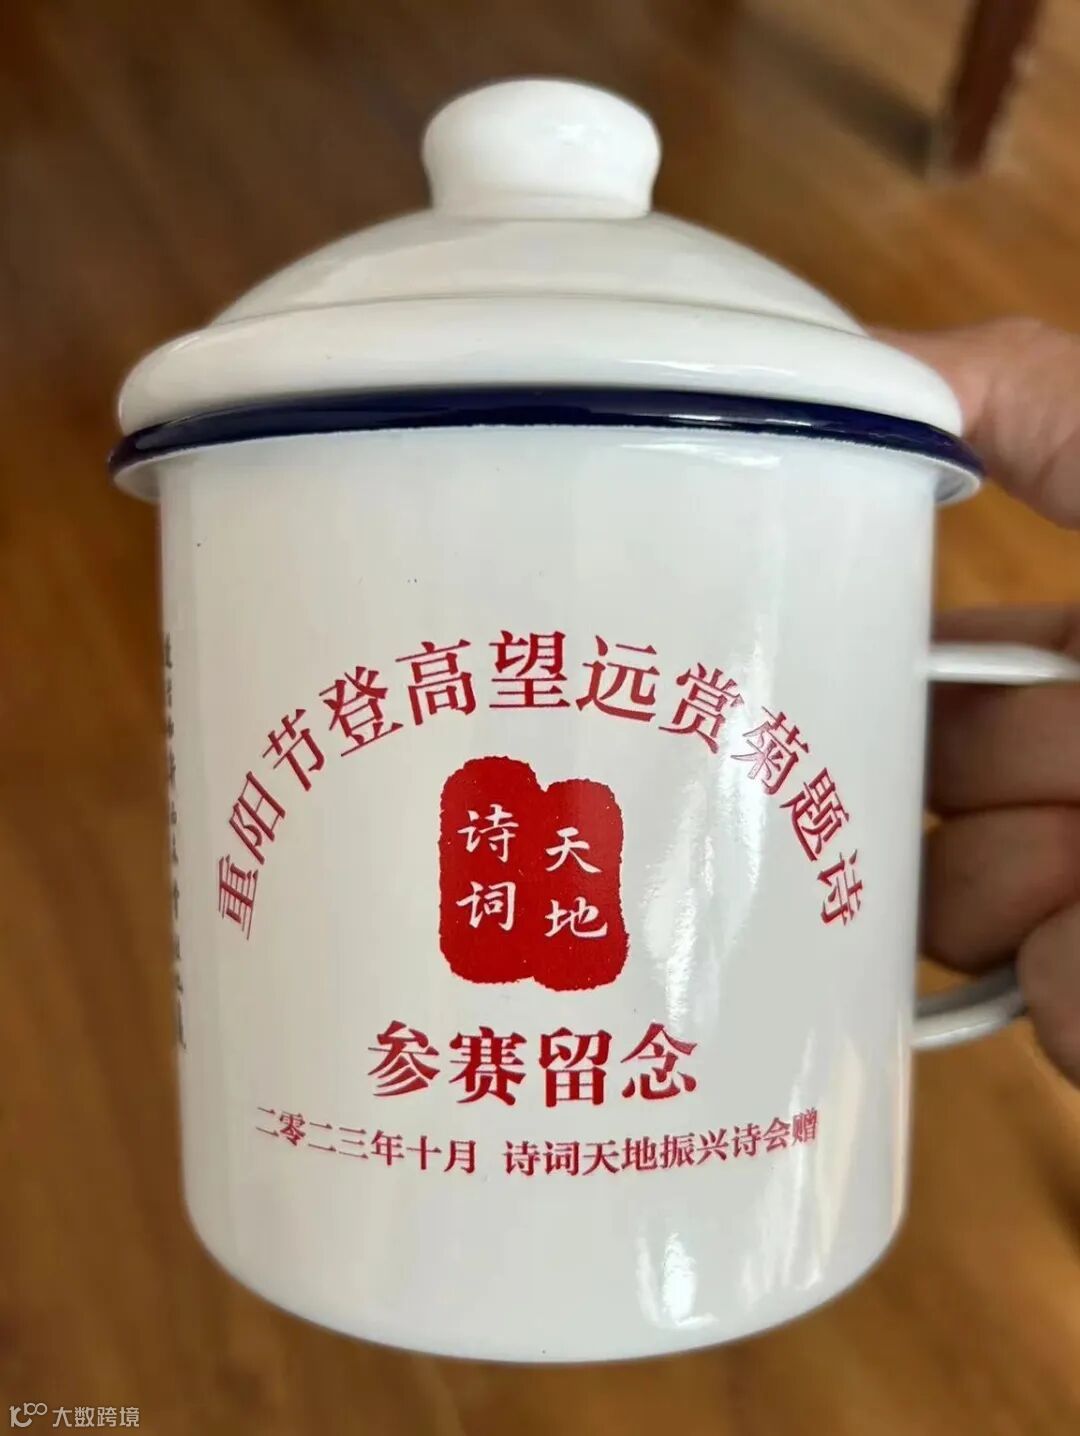 重阳节登高望远赏菊题诗
诗词
天地
参赛留念
二零二三年十月 诗词天地振兴诗会赠
大数跨境